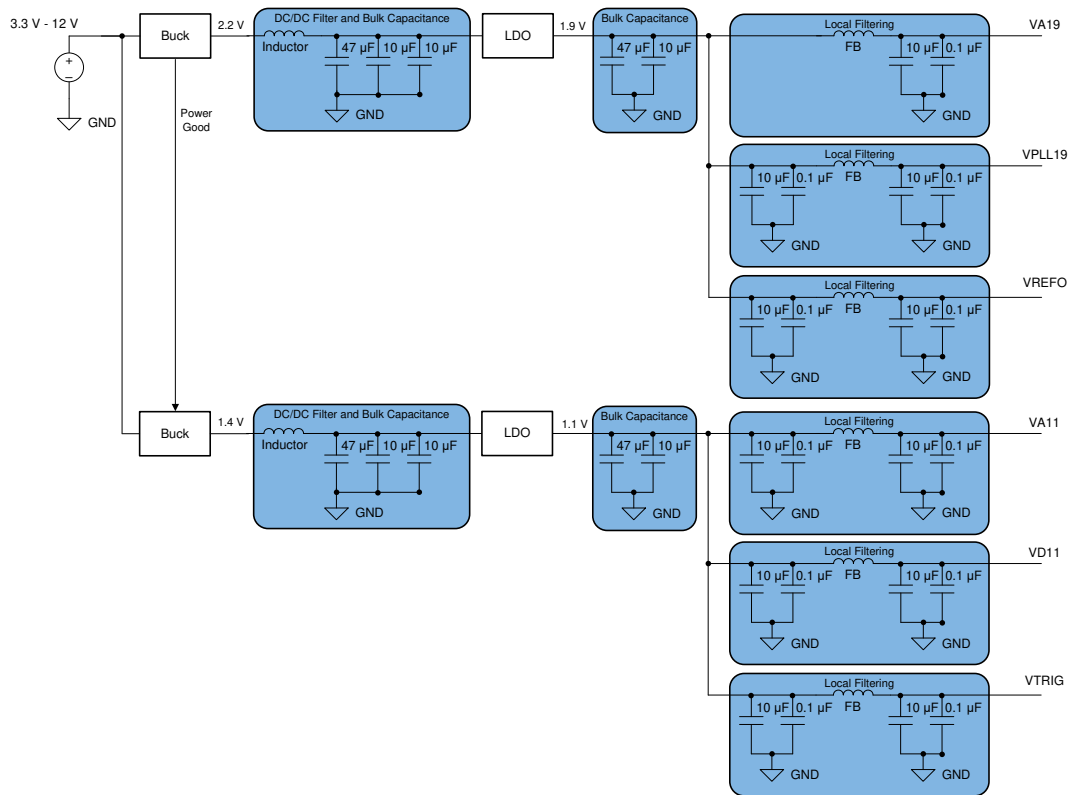 3.3 V - 12 V
GND
Buck
2.2 V
Power
Good
DC/DC Filter and Bulk Capacitance
Inductor
47 µF
10 µF
10 µF
GND
LDO
1.9 V
Bulk Capacitance
47 µF
10 µF
GND
Local Filtering
FB
10 µF
0.1 µF
GND
VA19
Local Filtering
10 µF
0.1 µF
FB
10 µF
0.1 µF
GND
GND
VPLL19
Local Filtering
10 µF
0.1 µF
FB
10 µF
0.1 µF
GND
GND
VREFO
Buck
1.4 V
DC/DC Filter and Bulk Capacitance
Inductor
47 µF
10 µF
10 µF
GND
LDO
1.1 V
Bulk Capacitance
47 µF
10 µF
GND
Local Filtering
10 µF
0.1 µF
FB
10 µF
0.1 µF
GND
GND
VA11
Local Filtering
10 µF
0.1 µF
FB
10 µF
0.1 µF
GND
GND
VD11
Local Filtering
10 µF
0.1 µF
FB
10 µF
0.1 µF
GND
GND
VTRIG